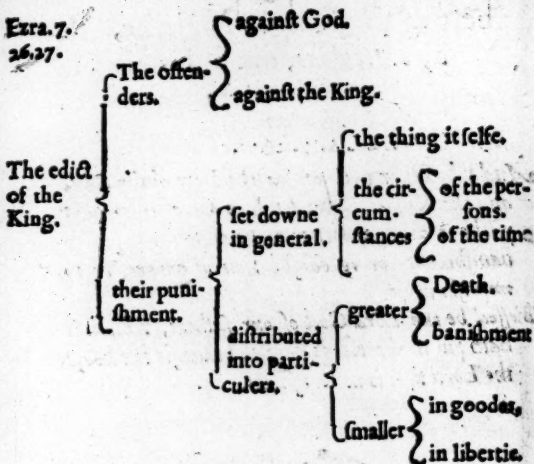 Ezra. 7.
26.27.
The edict
of the
King.
The offen-
ders.
againſt God.
againſt the King.
their puni-
ſhment.
ſet downe
in general.
the thing it ſelfe.
the cir-
cum-
ſtances
of the per-
ſons.
of the time
diſtributed
into parti-
culers.
greater
Death.
baniſhment
ſmaller
in goodes,
in libertie.